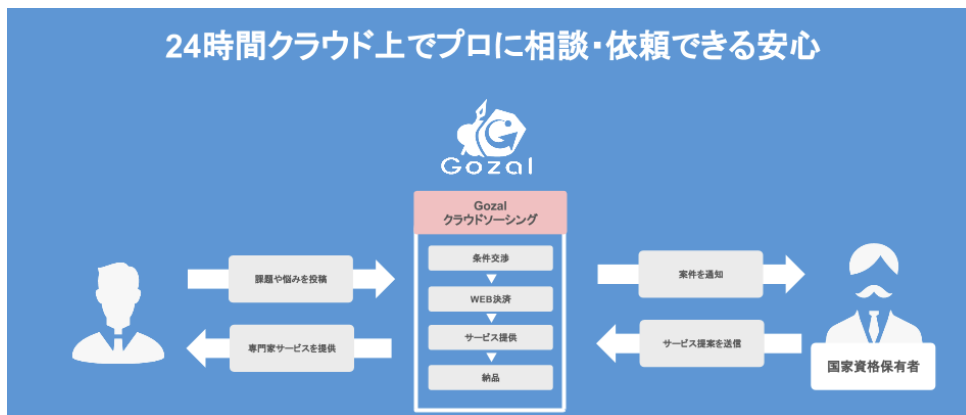 24時間クラウド上でプロに相談・依頼できる安心
Gozal
Gozal
クラウドソーシング
条件交渉
課題や悩みを投稿
案件を通知
WEB決済
サービス提供
専門家サービスを提供
サービス提案を送信
国家資格保有者
納品